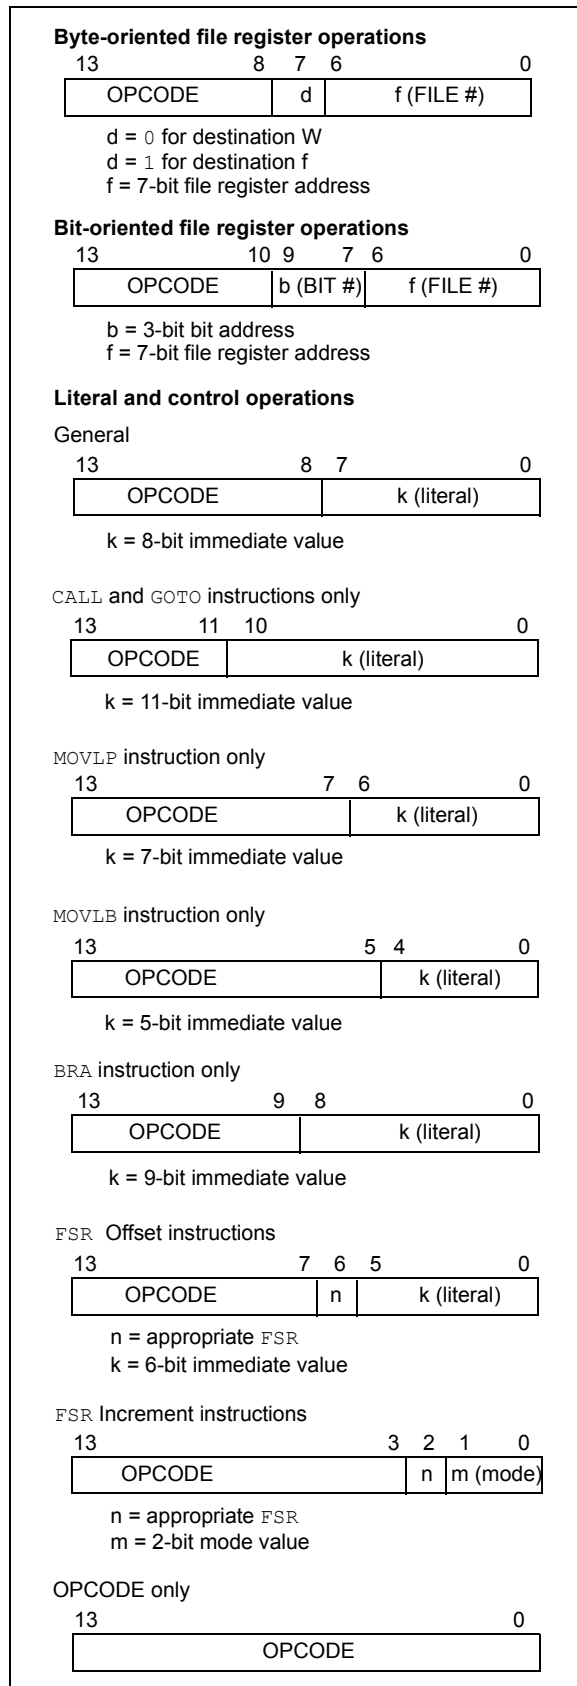 Byte-oriented file register operations
13 8 7 6 0
OPCODE d f (FILE #)
d = 0 for destination W
d = 1 for destination f
f = 7-bit file register address
Bit-oriented file register operations
13 10 9 7 6 0
OPCODE b (BIT #) f (FILE #)
b = 3-bit bit address
f = 7-bit file register address
Literal and control operations
General
13 8 7 0
OPCODE k (literal)
k = 8-bit immediate value
CALL and GOTO instructions only
13 11 10 0
OPCODE k (literal)
k = 11-bit immediate value
MOVLP instruction only
13 7 6 0
OPCODE k (literal)
k = 7-bit immediate value
MOVLB instruction only
13 5 4 0
OPCODE k (literal)
k = 5-bit immediate value
BRA instruction only
13 9 8 0
OPCODE k (literal)
k = 9-bit immediate value
FSR Offset instructions
13 7 6 5 0
OPCODE n k (literal)
n = appropriate FSR
k = 6-bit immediate value
FSR Increment instructions
13 3 2 1 0
OPCODE n m (mode)
n = appropriate FSR
m = 2-bit mode value
OPCODE only
13 0
OPCODE